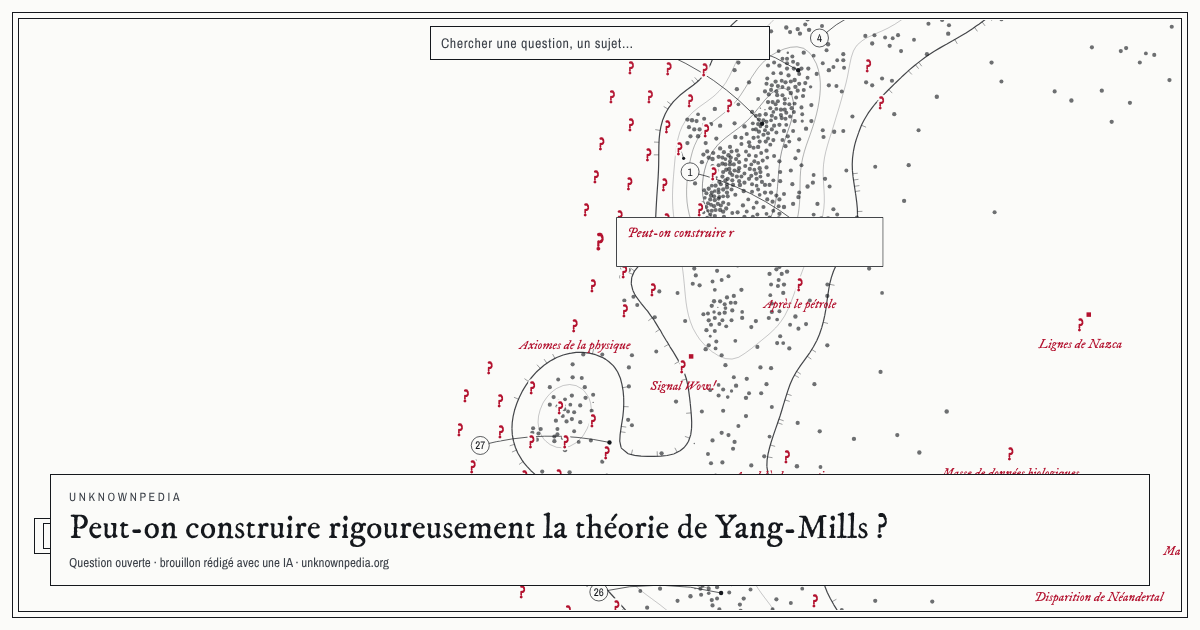 Chercher une question, un sujet...
4
1
Peut-on construire r
Après le pétrole
Lignes de Nazca
Axiomes de la physique
Signal Wow!
27
Masse de données biologiques
UNKNOWNPEDIA
Peut-on construire rigoureusement la théorie de Yang-Mills ?
Question ouverte · brouillon rédigé avec une IA · unknownpedia.org
Ma
26
Disparition de Néandertal